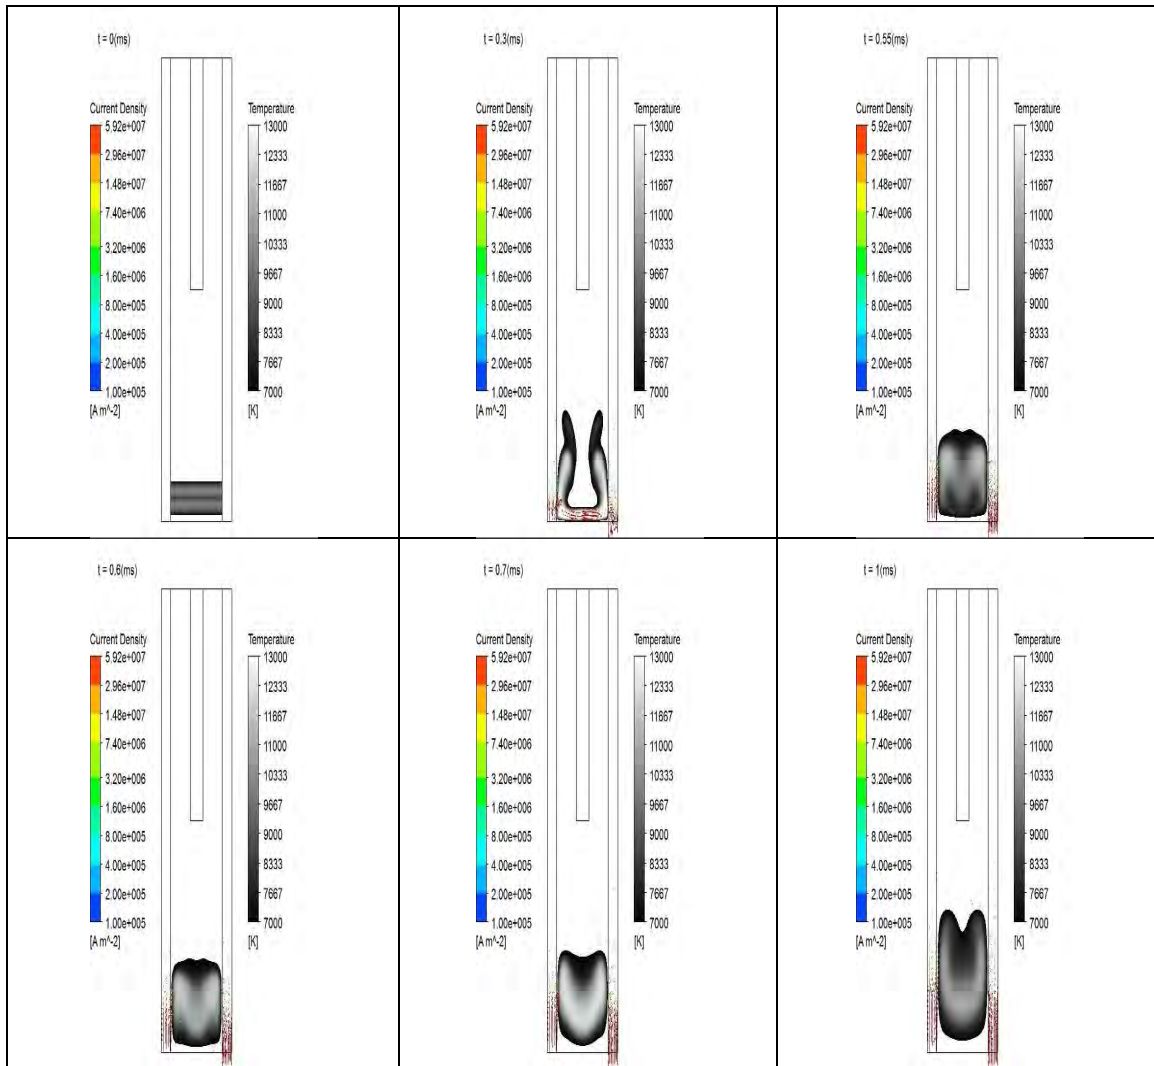 t = 0(ms)
Current Density
5.92e+007
2.96e+007
1.48e+007
7.40e+006
3.20e+006
1.60e+006
8.00e+005
4.00e+005
2.00e+005
1.00e+005
[A m^-2]
Temperature
13000
12333
11667
11000
10333
9667
9000
8333
7667
7000
[K]
t = 0.3(ms)
Current Density
5.92e+007
2.96e+007
1.48e+007
7.40e+006
3.20e+006
1.60e+006
8.00e+005
4.00e+005
2.00e+005
1.00e+005
[A m^-2]
Temperature
13000
12333
11667
11000
10333
9667
9000
8333
7667
7000
[K]
t = 0.55(ms)
Current Density
5.92e+007
2.96e+007
1.48e+007
7.40e+006
3.20e+006
1.60e+006
8.00e+005
4.00e+005
2.00e+005
1.00e+005
[A m^-2]
Temperature
13000
12333
11667
11000
10333
9667
9000
8333
7667
7000
[K]
t = 0.6(ms)
Current Density
5.92e+007
2.96e+007
1.48e+007
7.40e+006
3.20e+006
1.60e+006
8.00e+005
4.00e+005
2.00e+005
1.00e+005
[A m^-2]
Temperature
13000
12333
11667
11000
10333
9667
9000
8333
7667
7000
[K]
t = 0.7(ms)
Current Density
5.92e+007
2.96e+007
1.48e+007
7.40e+006
3.20e+006
1.60e+006
8.00e+005
4.00e+005
2.00e+005
1.00e+005
[A m^-2]
Temperature
13000
12333
11667
11000
10333
9667
9000
8333
7667
7000
[K]
t = 1(ms)
Current Density
5.92e+007
2.96e+007
1.48e+007
7.40e+006
3.20e+006
1.60e+006
8.00e+005
4.00e+005
2.00e+005
1.00e+005
[A m^-2]
Temperature
13000
12333
11667
11000
10333
9667
9000
8333
7667
7000
[K]